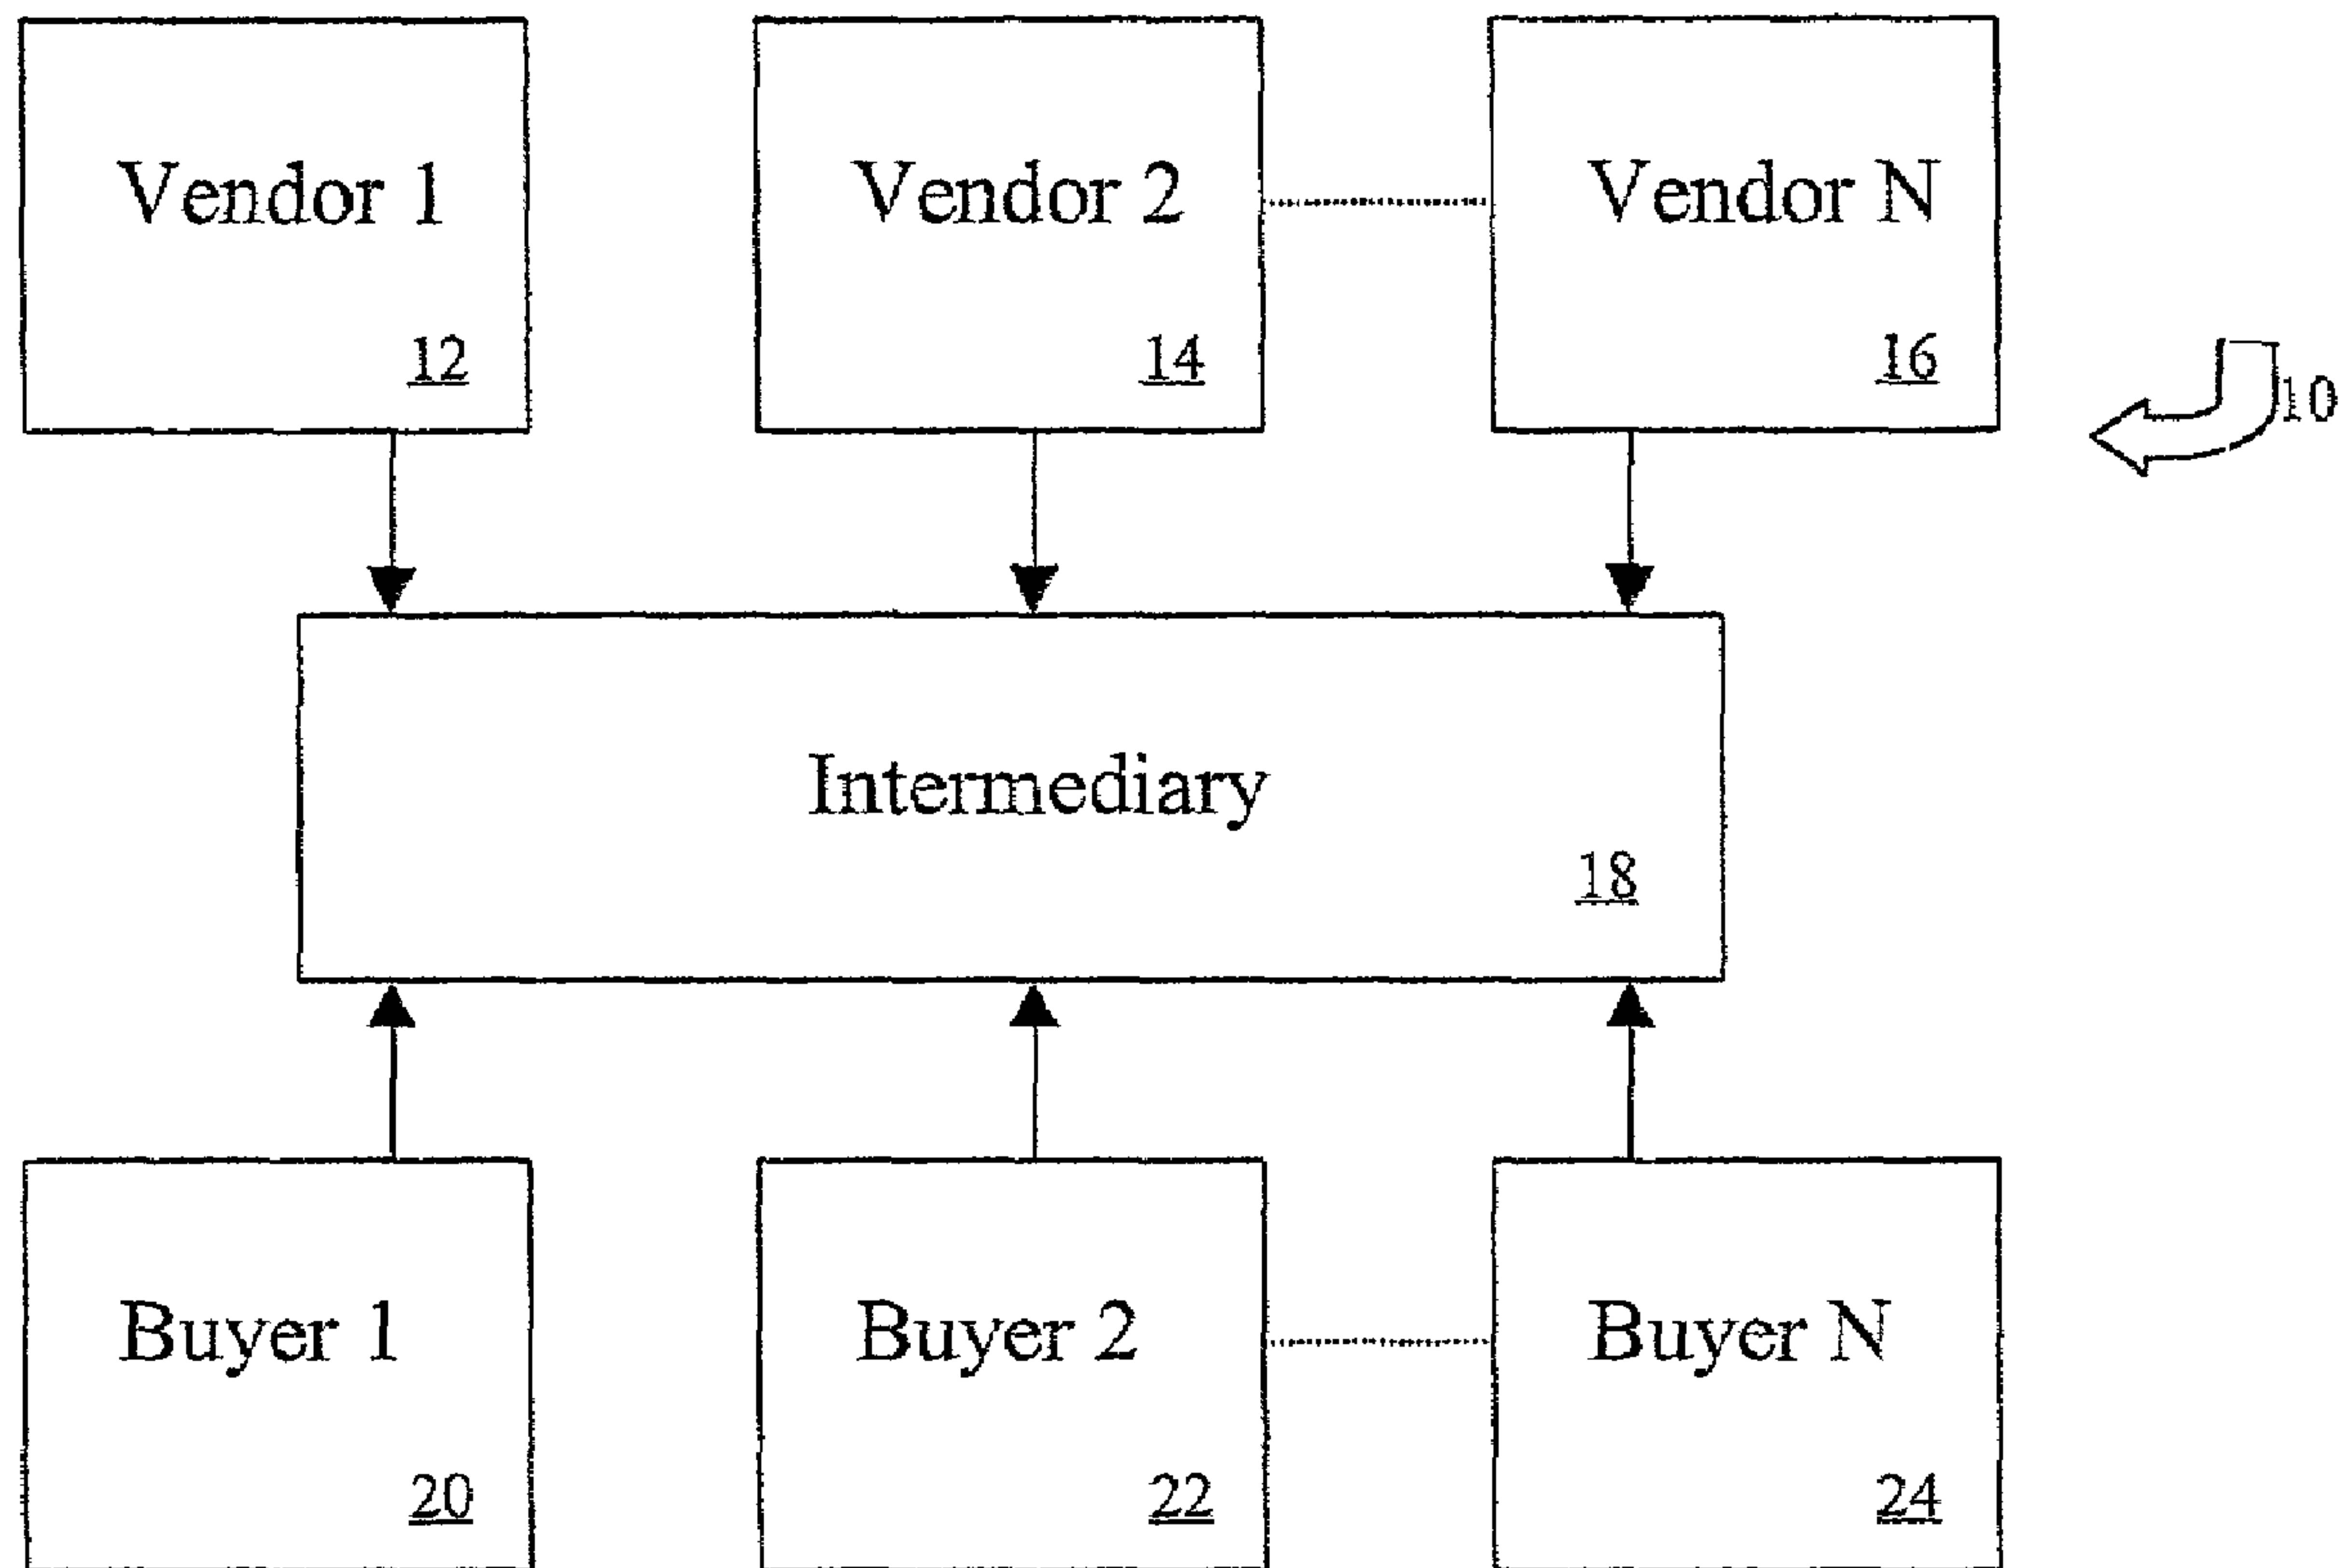 Vendor 1
12
Vendor 2
14
Vendor N
16
10
Intermediary
18
Buyer 1
20
Buyer 2
22
Buyer N
24